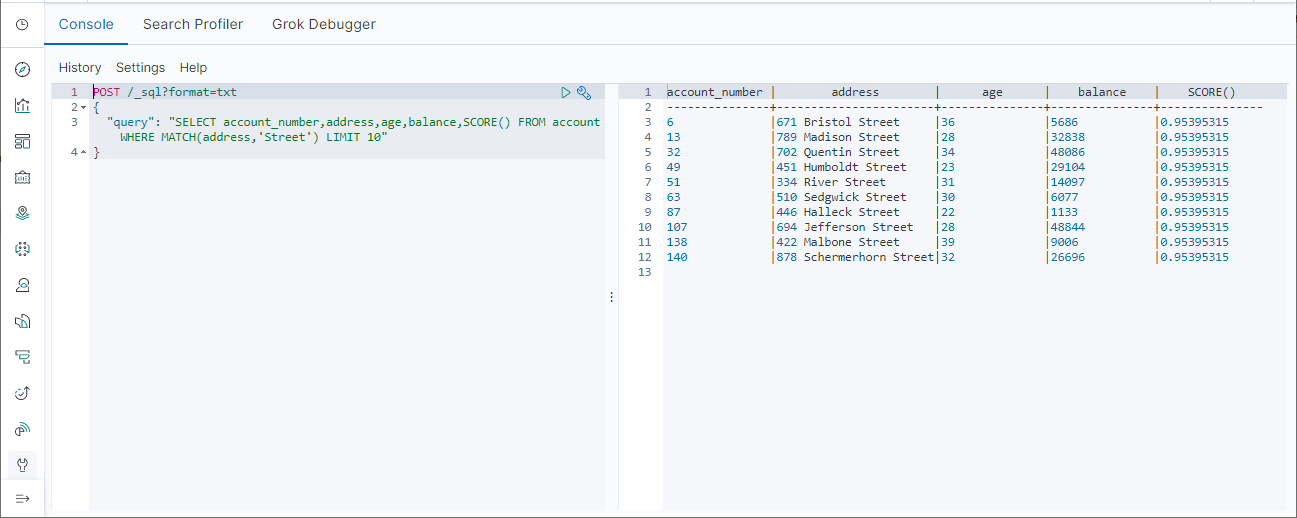 Console Search Profiler Grok Debugger
History Settings Help
1 POST /_sql?format=txt
2 {
3 "query": "SELECT account_number,address,age,balance,SCORE() FROM account
WHERE MATCH(address,'Street') LIMIT 10"
4 }
1 account_number | address | age | balance | SCORE()
2 ---------------+-----------------------+---------------+---------------+---------------
3 6 |671 Bristol Street |36 |5686 |0.95395315
4 13 |789 Madison Street |28 |32838 |0.95395315
5 32 |702 Quentin Street |34 |48086 |0.95395315
6 49 |451 Humboldt Street |23 |29104 |0.95395315
7 51 |334 River Street |31 |14097 |0.95395315
8 63 |510 Sedgwick Street |30 |6077 |0.95395315
9 87 |446 Halleck Street |22 |1133 |0.95395315
10 107 |694 Jefferson Street |28 |48844 |0.95395315
11 138 |422 Malbone Street |39 |9006 |0.95395315
12 140 |878 Schermerhorn Street|32 |26696 |0.95395315
13